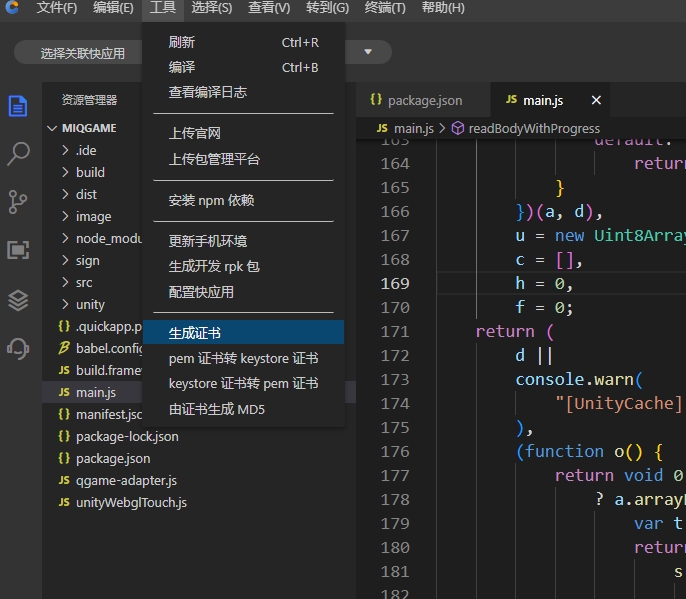 文件(F) 编辑(E) 工具 选择(S) 查看(V) 转到(G) 终端(T) 帮助(H)
选择关联快应用
刷新 Ctrl+R
编译 Ctrl+B
查看编译日志
上传官网
上传包管理平台
安装 npm 依赖
更新手机环境
生成开发 rpk 包
配置快应用
生成证书
pem 证书转 keystore 证书
keystore 证书转 pem 证书
由证书生成 MD5
资源管理器
MIQGAME
.ide
build
dist
image
node_modu
sign
src
unity
{} .quickapp.p
babel.config
JS build.framew
JS main.js
{} manifest.jsc
{} package-lock.json
{} package.json
JS qgame-adapter.js
JS unityWebglTouch.js
{} package.json
JS main.js ×
JS main.js > readBodyWithProgress
163 default:
164 return
165 }
166 })(a, d),
167 u = new Uint8Array
168 c = [],
169 h = 0,
170 f = 0;
171 return (
172 d ||
173 console.warn(
174 "[UnityCache]
175 ),
176 (function o() {
177 return void 0
178 ? a.array
179 var t
180 return
181 s
182